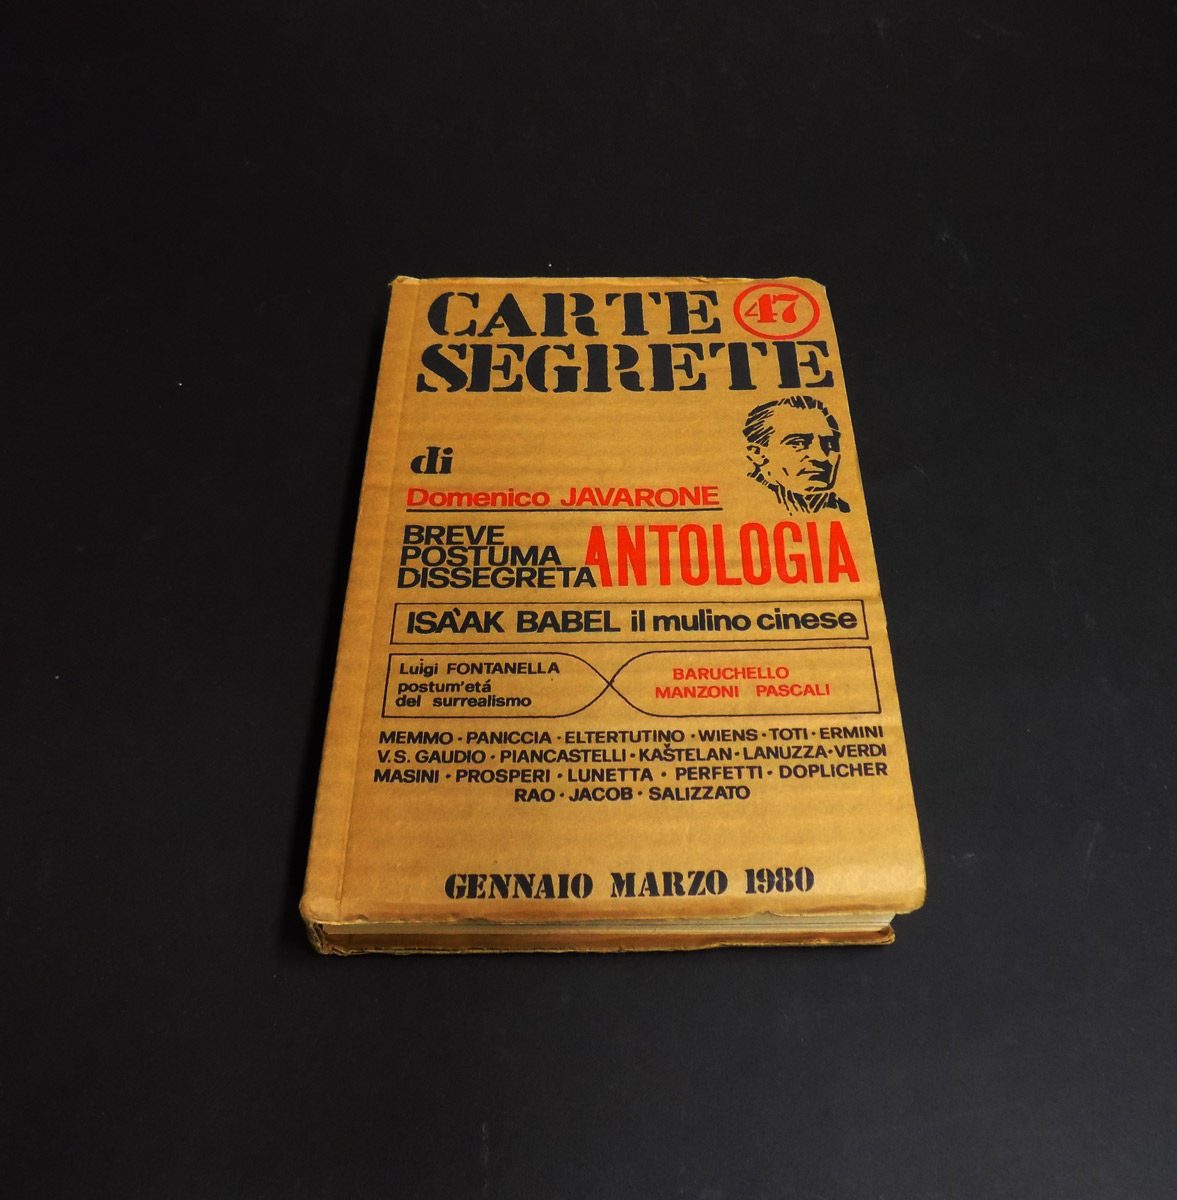 CARTE 47
SEGRETE
di
Domenico JAVARONE
BREVE
POSTUMA
DISSEGRETA
ANTOLOGIA
ISÀAK BABEL il mulino cinese
Luigi FONTANELLA
postum'etá
del surrealismo
BARUCHELLO
MANZONI PASCALI
MEMMO · PANICCIA · ELTERTUTINO · WIENS · TOTI · ERMINI
V.S. GAUDIO · PIANCASTELLI · KAŠTELAN · LANUZZA · VERDI
MASINI · PROSPERI · LUNETTA · PERFETTI · DOPLICHER
RAO · JACOB · SALIZZATO
GENNAIO MARZO 1980